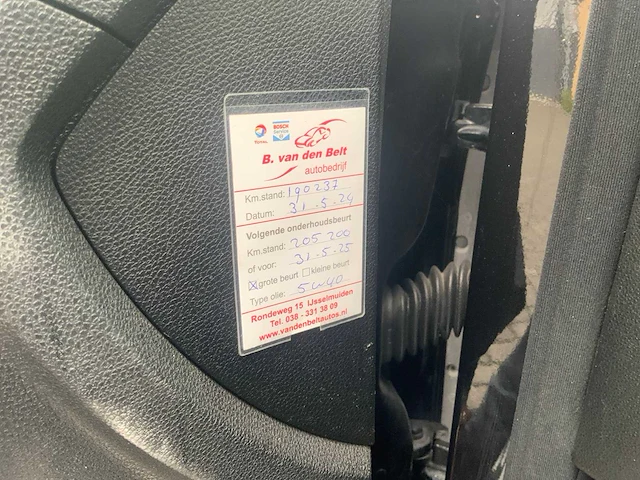 TOTAL
BOSCH
Service
B. van den Belt
autobedrijf
Km.stand: 190237
Datum: 31-5-24
Volgende onderhoudsbeurt
Km.stand: 205 200
of voor: 31-5-25
☒ grote beurt ☐ kleine beurt
Type olie: 5w40
Rondeweg 15 IJsselmuiden
Tel. 038 - 331 38 09
www.vandenbeltautos.nl